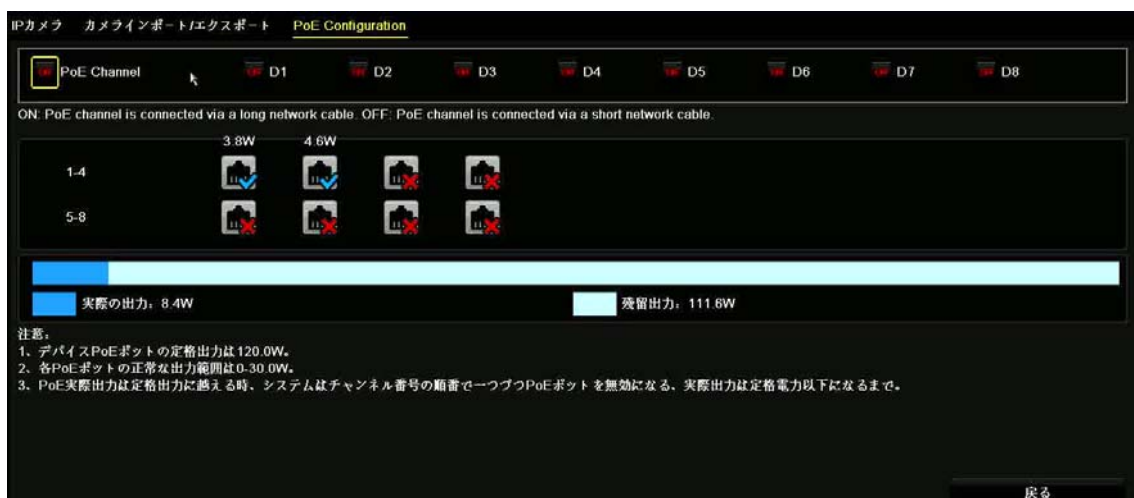 IPカメラ カメラインポート/エクスポート PoE Configuration
PoE Channel D1 D2 D3 D4 D5 D6 D7 D8
ON: PoE channel is connected via a long network cable. OFF: PoE channel is connected via a short network cable.
3.8W 4.6W
1-4
5-8
実際の出力: 8.4W 残留出力: 111.6W
注意:
1、デバイスPoEポットの定格出力は120.0W。
2、各PoEポットの正常な出力範囲は0-30.0W。
3、PoE実際出力は定格出力に越える時、システムはチャンネル番号の順番で一つづつPoEポットを無効になる、実際出力は定格電力以下になるまで。
戻る